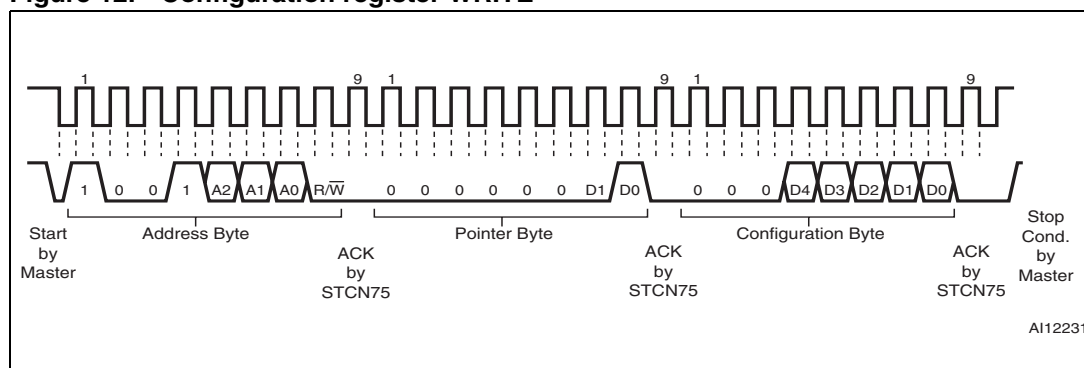 Figure 12. Configuration register WRITE
1 9 1 9 1 9
1 0 0 1 A2 A1 A0 R/W̅ 0 0 0 0 0 0 D1 D0 0 0 0 D4 D3 D2 D1 D0
Start
by
Master
Address Byte
ACK
by
STCN75
Pointer Byte
ACK
by
STCN75
Configuration Byte
ACK
by
STCN75
Stop
Cond.
by
Master
AI12231